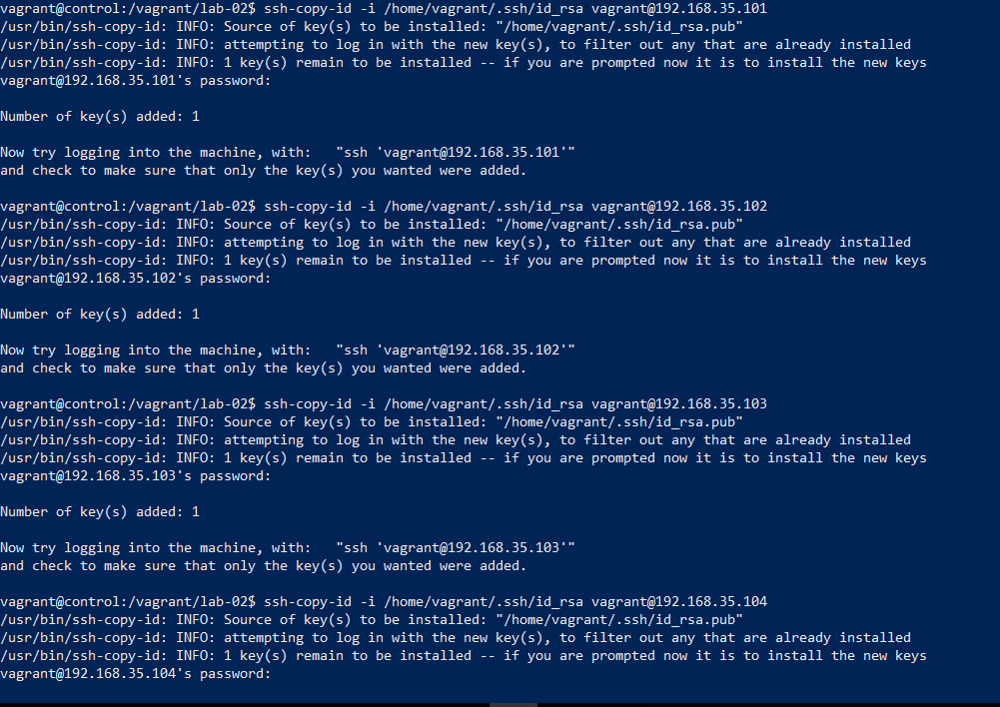 vagrant@control:/vagrant/lab-02$ ssh-copy-id -i /home/vagrant/.ssh/id_rsa vagrant@192.168.35.101
/usr/bin/ssh-copy-id: INFO: Source of key(s) to be installed: "/home/vagrant/.ssh/id_rsa.pub"
/usr/bin/ssh-copy-id: INFO: attempting to log in with the new key(s), to filter out any that are already installed
/usr/bin/ssh-copy-id: INFO: 1 key(s) remain to be installed -- if you are prompted now it is to install the new keys
vagrant@192.168.35.101's password:
Number of key(s) added: 1
Now try logging into the machine, with:   "ssh 'vagrant@192.168.35.101'"
and check to make sure that only the key(s) you wanted were added.
vagrant@control:/vagrant/lab-02$ ssh-copy-id -i /home/vagrant/.ssh/id_rsa vagrant@192.168.35.102
/usr/bin/ssh-copy-id: INFO: Source of key(s) to be installed: "/home/vagrant/.ssh/id_rsa.pub"
/usr/bin/ssh-copy-id: INFO: attempting to log in with the new key(s), to filter out any that are already installed
/usr/bin/ssh-copy-id: INFO: 1 key(s) remain to be installed -- if you are prompted now it is to install the new keys
vagrant@192.168.35.102's password:
Number of key(s) added: 1
Now try logging into the machine, with:   "ssh 'vagrant@192.168.35.102'"
and check to make sure that only the key(s) you wanted were added.
vagrant@control:/vagrant/lab-02$ ssh-copy-id -i /home/vagrant/.ssh/id_rsa vagrant@192.168.35.103
/usr/bin/ssh-copy-id: INFO: Source of key(s) to be installed: "/home/vagrant/.ssh/id_rsa.pub"
/usr/bin/ssh-copy-id: INFO: attempting to log in with the new key(s), to filter out any that are already installed
/usr/bin/ssh-copy-id: INFO: 1 key(s) remain to be installed -- if you are prompted now it is to install the new keys
vagrant@192.168.35.103's password:
Number of key(s) added: 1
Now try logging into the machine, with:   "ssh 'vagrant@192.168.35.103'"
and check to make sure that only the key(s) you wanted were added.
vagrant@control:/vagrant/lab-02$ ssh-copy-id -i /home/vagrant/.ssh/id_rsa vagrant@192.168.35.104
/usr/bin/ssh-copy-id: INFO: Source of key(s) to be installed: "/home/vagrant/.ssh/id_rsa.pub"
/usr/bin/ssh-copy-id: INFO: attempting to log in with the new key(s), to filter out any that are already installed
/usr/bin/ssh-copy-id: INFO: 1 key(s) remain to be installed -- if you are prompted now it is to install the new keys
vagrant@192.168.35.104's password: